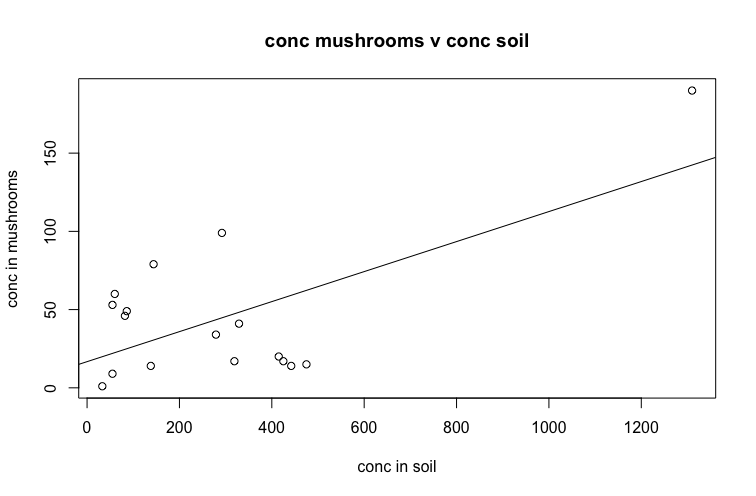 conc mushrooms v conc soil
150
100
50
0
conc in mushrooms
0 200 400 600 800 1000 1200
conc in soil